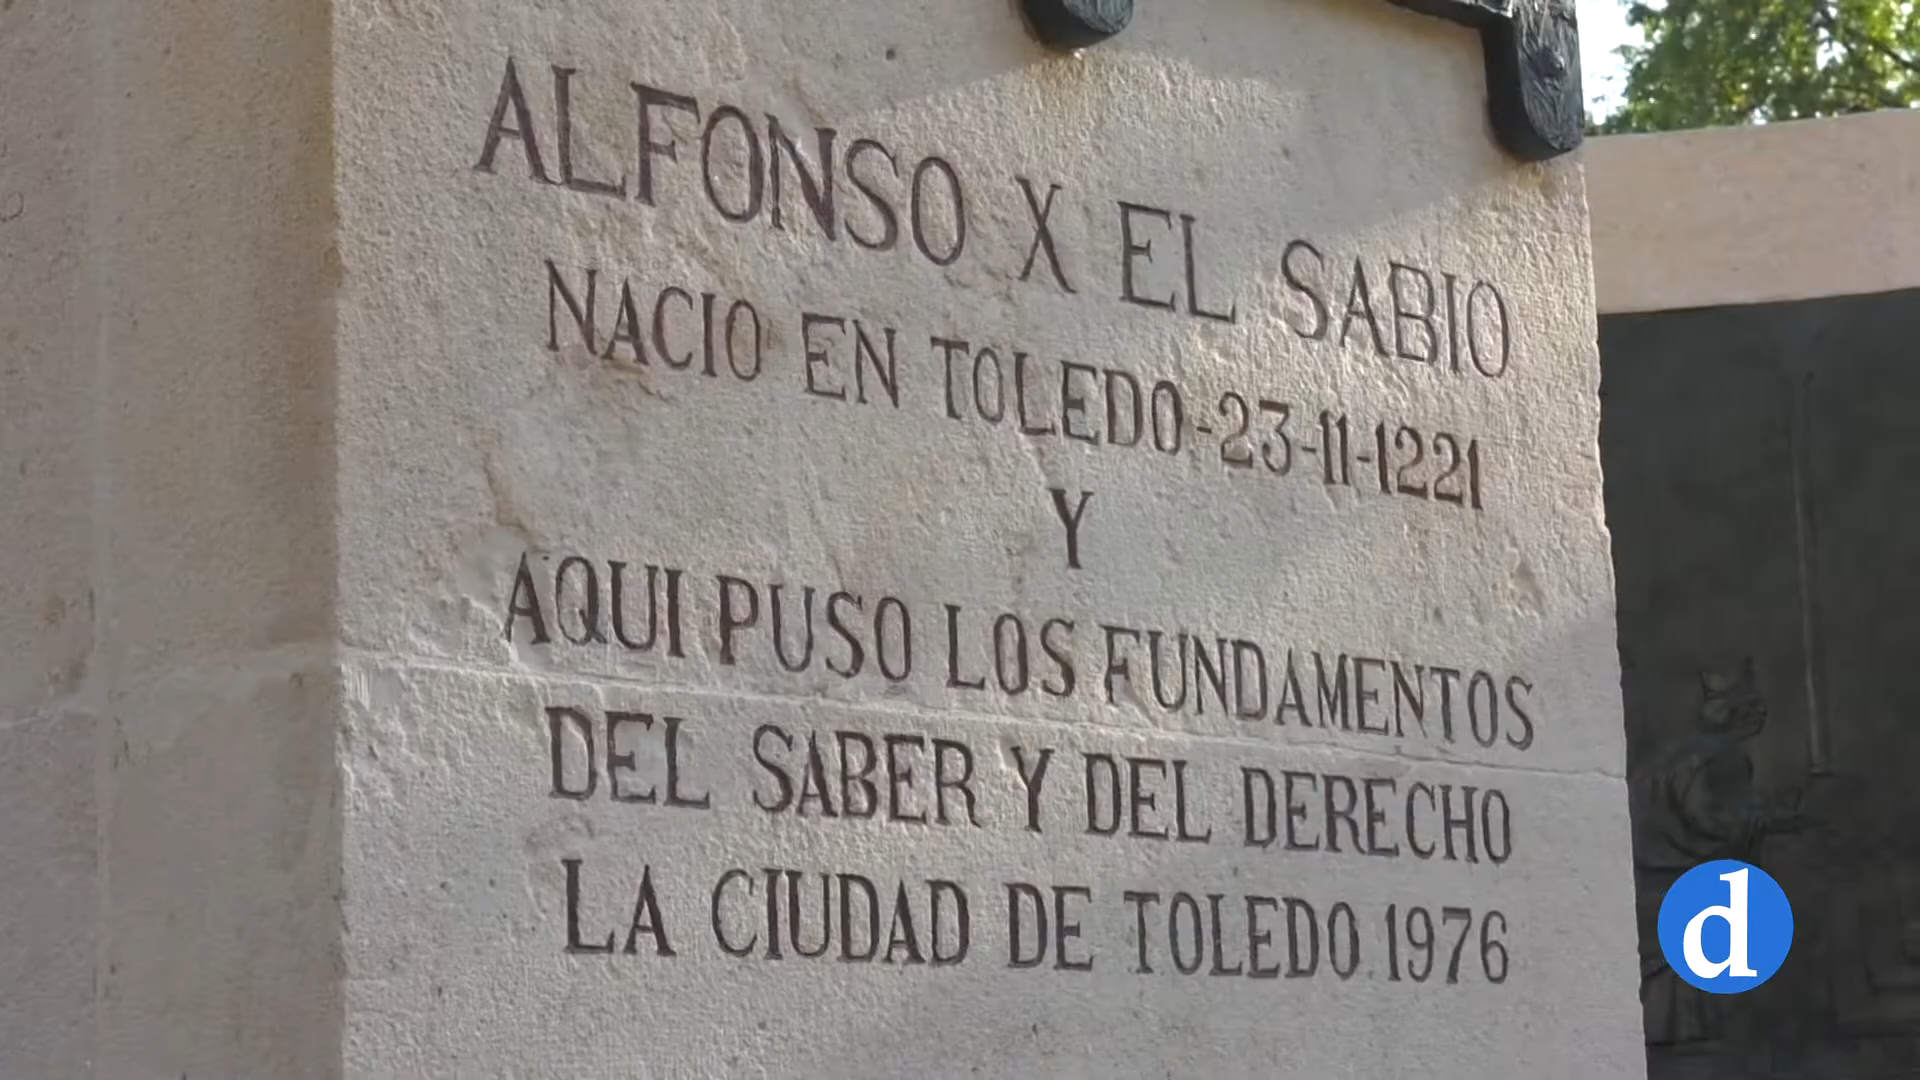 ALFONSO X EL SABIO
NACIO EN TOLEDO-23-11-1221
Y
AQUI PUSO LOS FUNDAMENTOS
DEL SABER Y DEL DERECHO
LA CIUDAD DE TOLEDO 1976
d